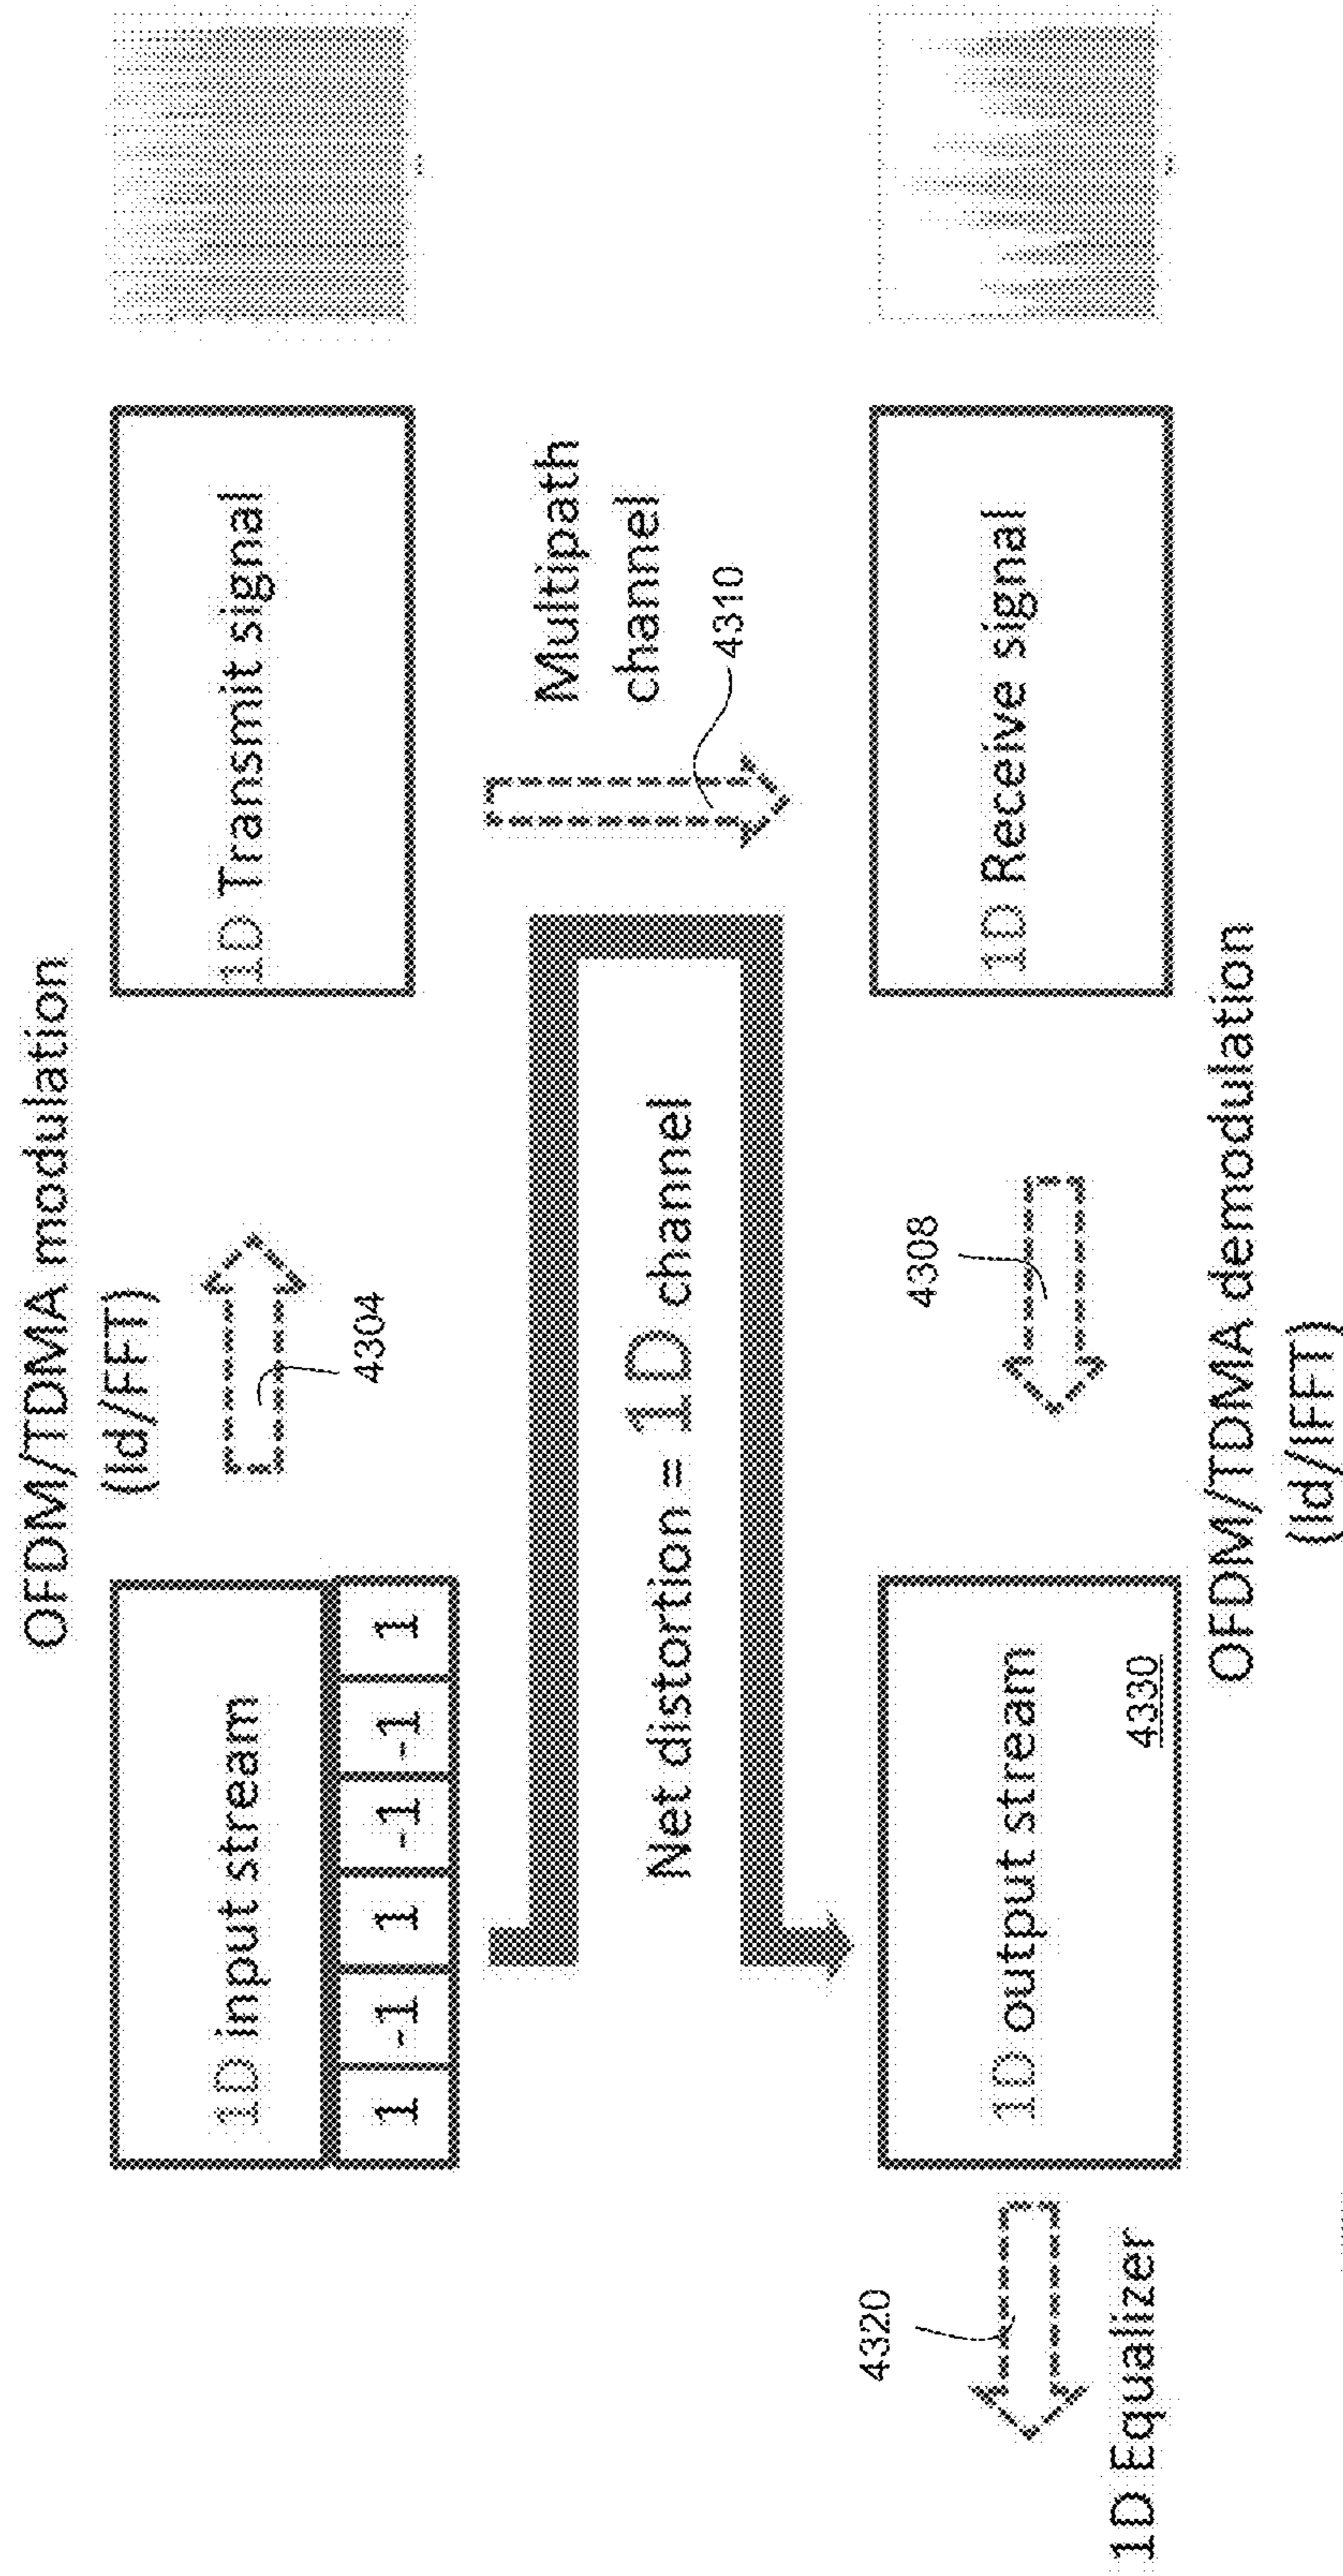 OFDM/TDMA modulation
(Id/FFT)
1D input stream
1 -1 1 -1 -1 1
4304
1D Transmit signal
Net distortion = 1D channel
Multipath
channel
4310
4320
1D Equalizer
1D output stream
4330
4308
1D Receive signal
OFDM/TDMA demodulation
(Id/IFFT)